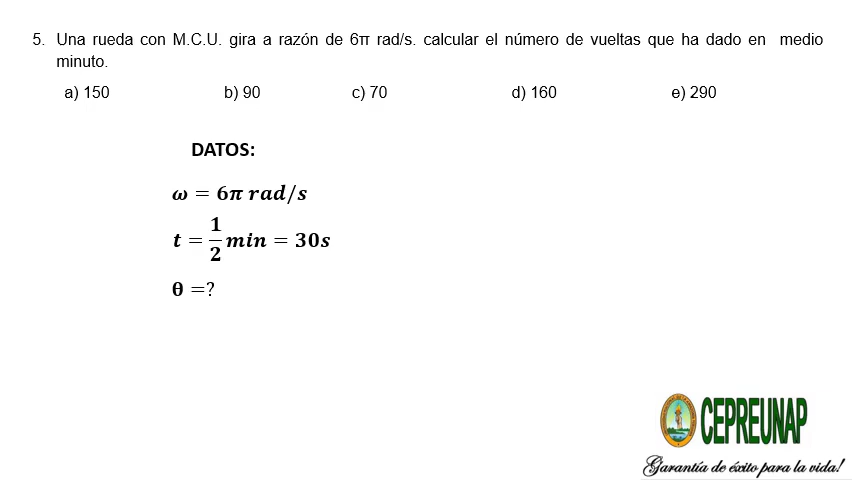 5. Una rueda con M.C.U. gira a razón de 6π rad/s. calcular el número de vueltas que ha dado en medio
minuto.
a) 150 b) 90 c) 70 d) 160 e) 290
DATOS:
ω = 6π rad/s
t = 1/2 min = 30s
θ =?
CEPREUNAP
Garantía de éxito para la vida!